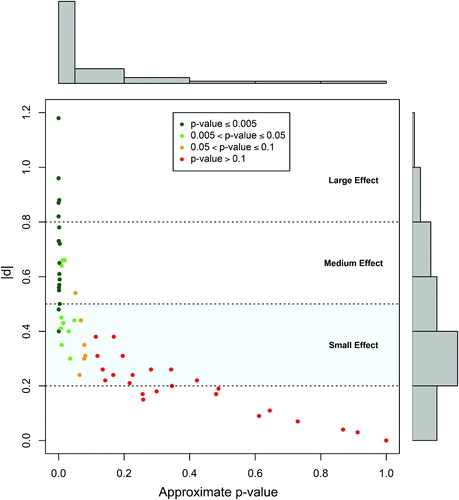 p-value ≤ 0.005
0.005 < p-value ≤ 0.05
0.05 < p-value ≤ 0.1
p-value > 0.1
Large Effect
Medium Effect
Small Effect
|d|
1.2
1.0
0.8
0.6
0.4
0.2
0.0
0.0 0.2 0.4 0.6 0.8 1.0
Approximate p-value